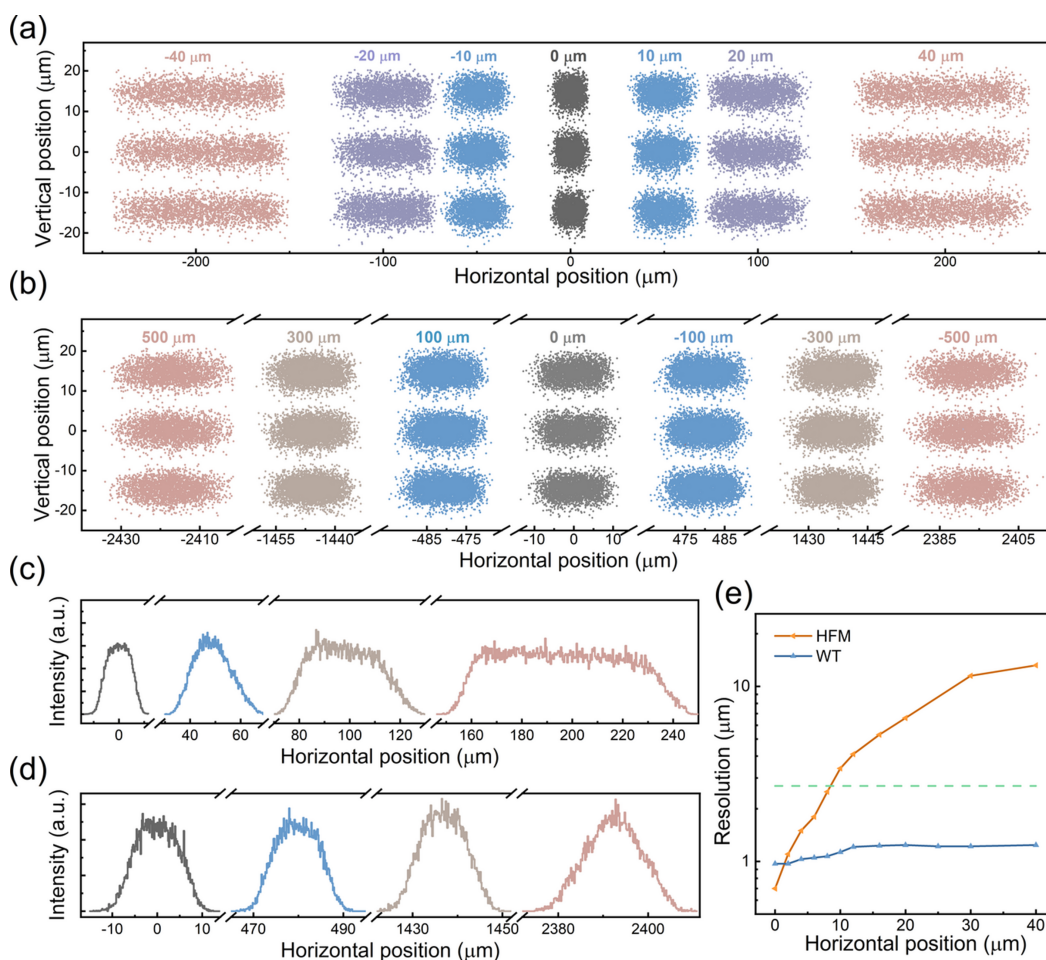 (a)
-40 μm -20 μm -10 μm 0 μm 10 μm 20 μm 40 μm
Vertical position (μm)
20
10
0
-10
-20
-200 -100 0 100 200
Horizontal position (μm)
(b)
500 μm 300 μm 100 μm 0 μm -100 μm -300 μm -500 μm
Vertical position (μm)
20
10
0
-10
-20
-2430 -2410 -1455 -1440 -485 -475 -10 0 10 475 485 1430 1445 2385 2405
Horizontal position (μm)
(c)
Intensity (a.u.)
0 40 60 80 100 120 160 180 200 220 240
Horizontal position (μm)
(d)
Intensity (a.u.)
-10 0 10 470 490 1430 1450 2380 2400
Horizontal position (μm)
(e)
HFM
WT
Resolution (μm)
10
1
0 10 20 30 40
Horizontal position (μm)